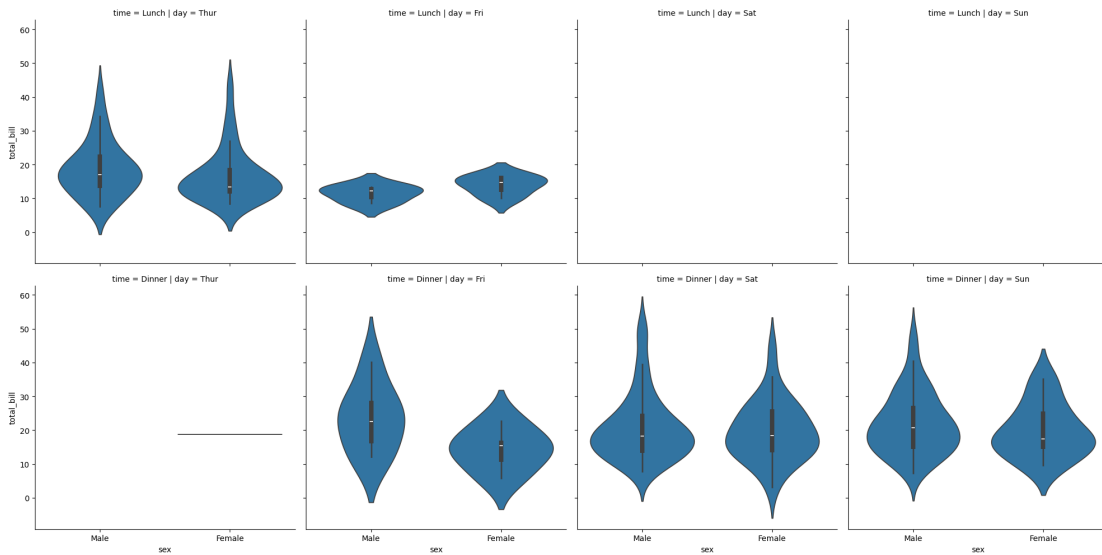 time = Lunch | day = Thur
time = Lunch | day = Fri
time = Lunch | day = Sat
time = Lunch | day = Sun
60
50
40
30
20
10
0
total_bill
time = Dinner | day = Thur
time = Dinner | day = Fri
time = Dinner | day = Sat
time = Dinner | day = Sun
60
50
40
30
20
10
0
total_bill
Male Female
sex
Male Female
sex
Male Female
sex
Male Female
sex